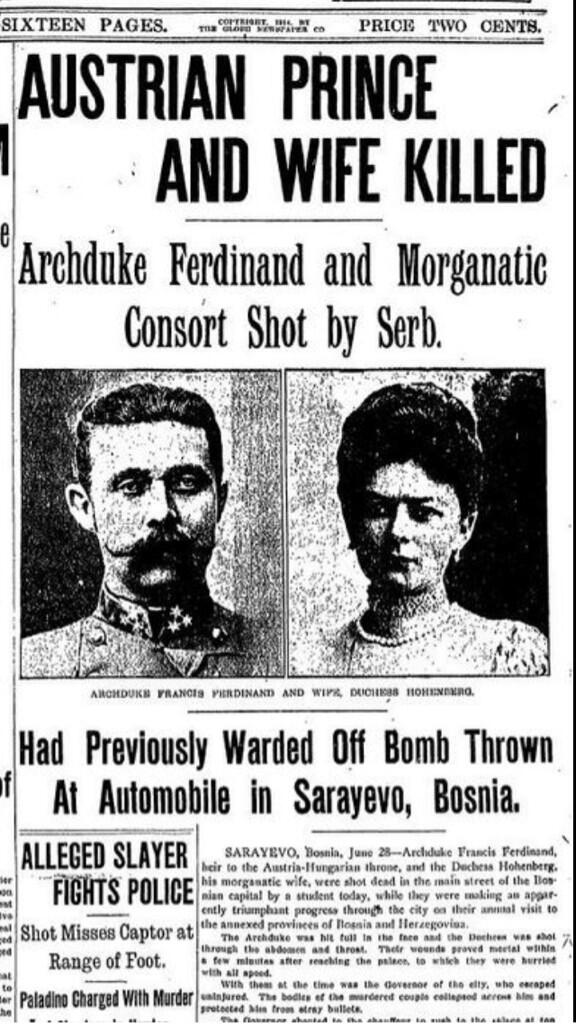 SIXTEEN PAGES.
COPYRIGHT, 1914, BY
THE GLOBE NEWSPAPER CO
PRICE TWO CENTS.
AUSTRIAN PRINCE
AND WIFE KILLED
Archduke Ferdinand and Morganatic
Consort Shot by Serb.
ARCHDUKE FRANCIS FERDINAND AND WIFE, DUCHESS HOHENBERG.
Had Previously Warded Off Bomb Thrown
At Automobile in Sarayevo, Bosnia.
ALLEGED SLAYER
FIGHTS POLICE
Shot Misses Captor at
Range of Foot.
Paladino Charged With Murder
SARAYEVO, Bosnia, June 28—Archduke Francis Ferdinand,
heir to the Austria-Hungarian throne, and the Duchess Hohenberg,
his morganatic wife, were shot dead in the main street of the Bos-
nian capital by a student today, while they were making an appar-
ently triumphant progress through the city on their annual visit to
the annexed provinces of Bosnia and Herzegovina.
The Archduke was hit full in the face and the Duchess was shot
through the abdomen and throat. Their wounds proved mortal within
a few minutes after reaching the palace, to which they were hurried
with all speed.
With them at the time was the Governor of the city, who escaped
uninjured. The bodies of the murdered couple collapsed across him and
protected him from stray bullets.
The Governor shouted to the chauffeur to rush to the palace at top